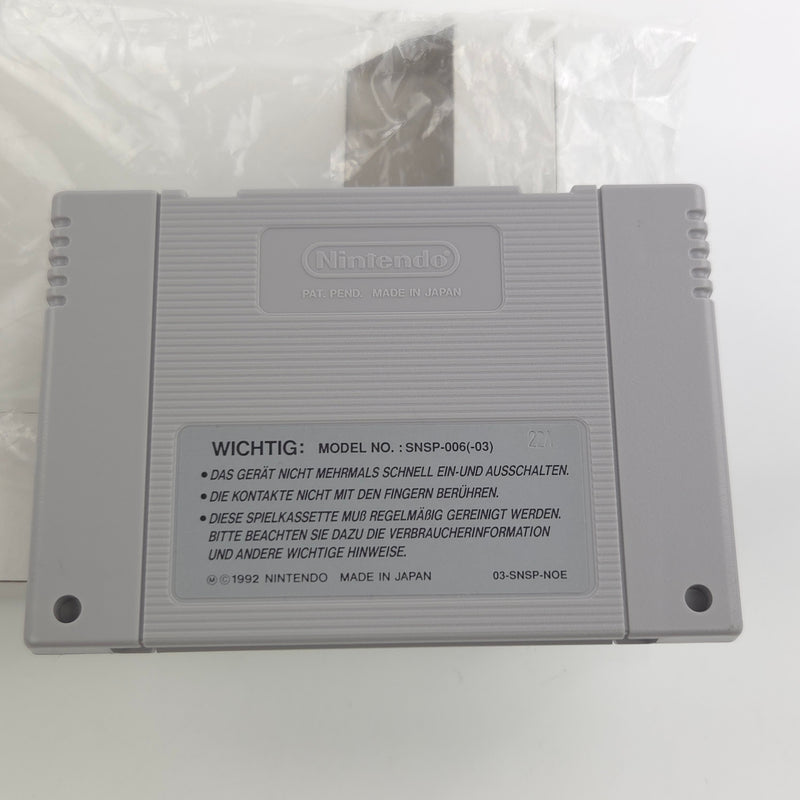 Nintendo®
PAT. PEND. MADE IN JAPAN
WICHTIG: MODEL NO. : SNSP-006(-03)
221
• DAS GERÄT NICHT MEHRMALS SCHNELL EIN-UND AUSSCHALTEN.
• DIE KONTAKTE NICHT MIT DEN FINGERN BERÜHREN.
• DIESE SPIELKASSETTE MUß REGELMÄßIG GEREINIGT WERDEN.
BITTE BEACHTEN SIE DAZU DIE VERBRAUCHERINFORMATION
UND ANDERE WICHTIGE HINWEISE.
Ⓜ©1992 NINTENDO MADE IN JAPAN 03-SNSP-NOE